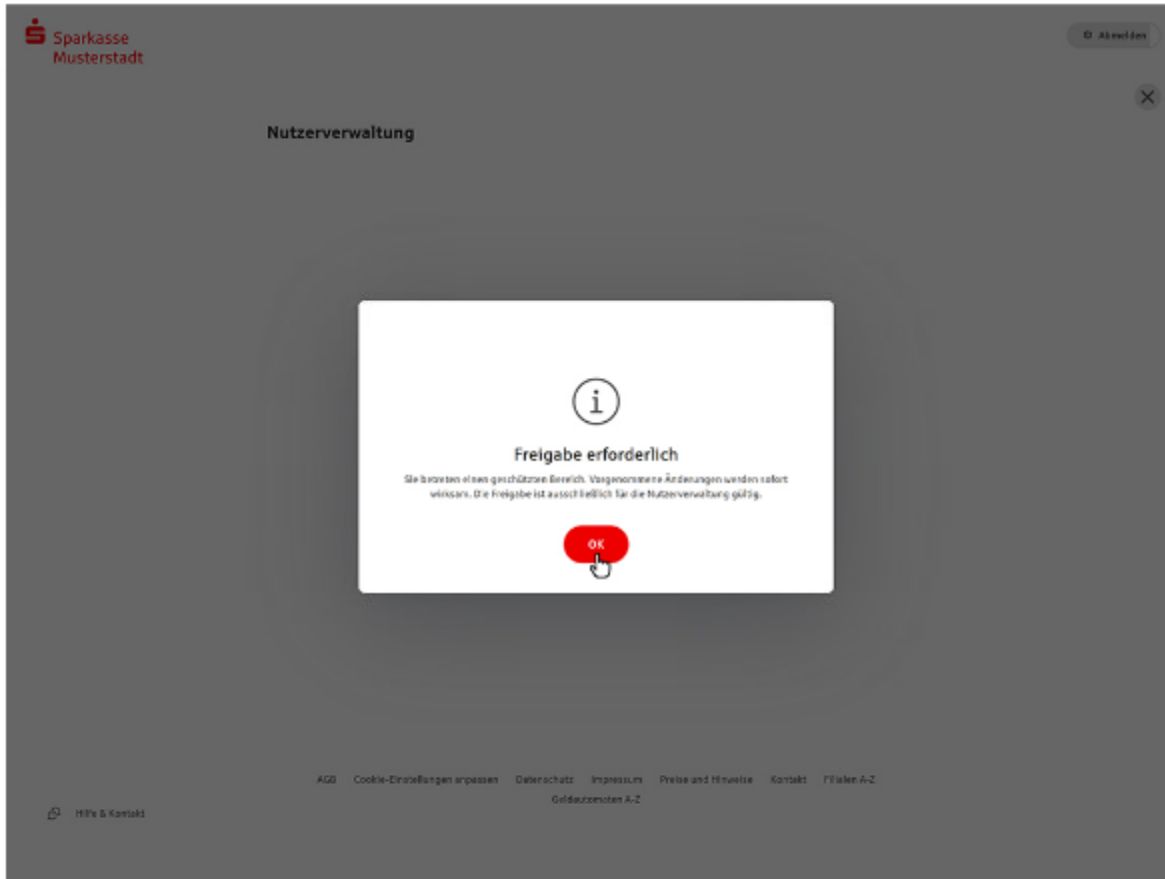 Sparkasse
Musterstadt
Abmelden
Nutzerverwaltung
Freigabe erforderlich
Sie betreten einen geschützten Bereich. Vorgenommene Änderungen werden sofort
wirksam. Die Freigabe ist ausschließlich für die Nutzerverwaltung gültig.
OK
AGB Cookie-Einstellungen anpassen Datenschutz Impressum Preise und Hinweise Kontakt Filialen A-Z
Geldautomaten A-Z
Hilfe & Kontakt